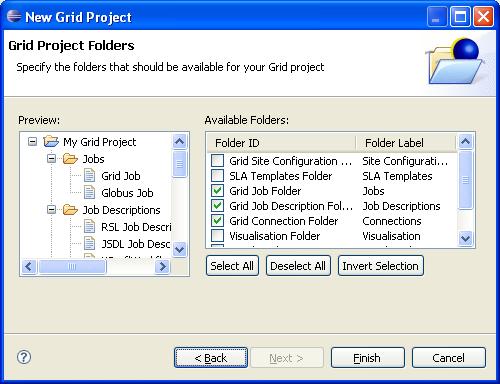 New Grid Project
Grid Project Folders
Specify the folders that should be available for your Grid project
Preview:
My Grid Project
Jobs
Grid Job
Globus Job
Job Descriptions
RSL Job Descri
JSDL Job Desc
Available Folders:
Folder ID Folder Label
Grid Site Configuration ... Site Configurati...
SLA Templates Folder SLA Templates
Grid Job Folder Jobs
Grid Job Description Fol... Job Descriptions
Grid Connection Folder Connections
Visualisation Folder Visualisation
Select All Deselect All Invert Selection
? < Back Next > Finish Cancel